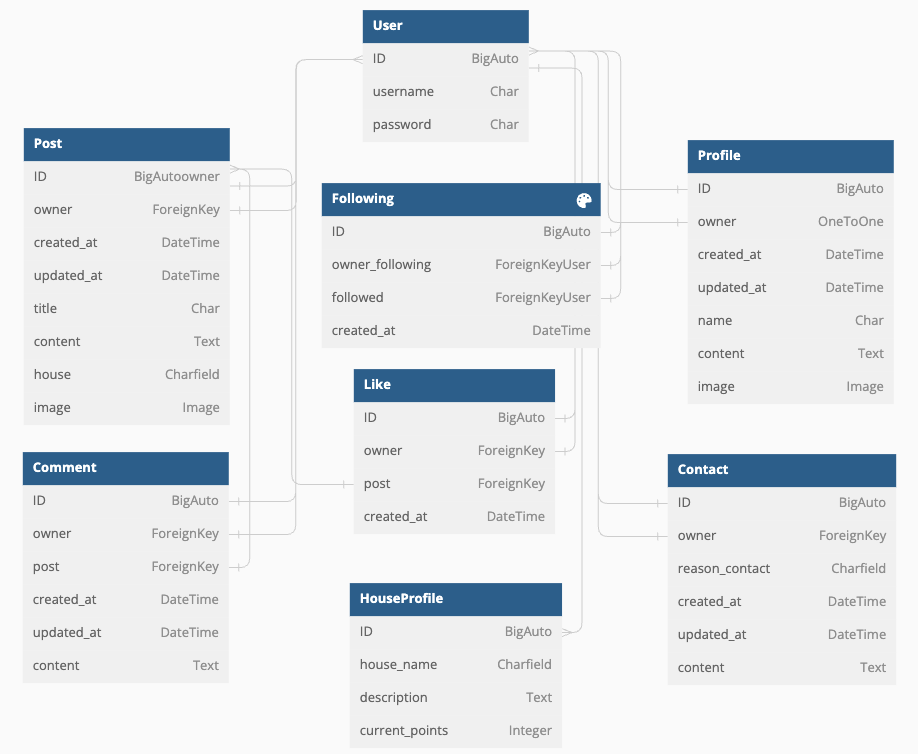 User
ID BigAuto
username Char
password Char
Post
ID BigAutoowner
owner ForeignKey
created_at DateTime
updated_at DateTime
title Char
content Text
house Charfield
image Image
Following
ID BigAuto
owner_following ForeignKeyUser
followed ForeignKeyUser
created_at DateTime
Profile
ID BigAuto
owner OneToOne
created_at DateTime
updated_at DateTime
name Char
content Text
image Image
Like
ID BigAuto
owner ForeignKey
post ForeignKey
created_at DateTime
Comment
ID BigAuto
owner ForeignKey
post ForeignKey
created_at DateTime
updated_at DateTime
content Text
Contact
ID BigAuto
owner ForeignKey
reason_contact Charfield
created_at DateTime
updated_at DateTime
content Text
HouseProfile
ID BigAuto
house_name Charfield
description Text
current_points Integer